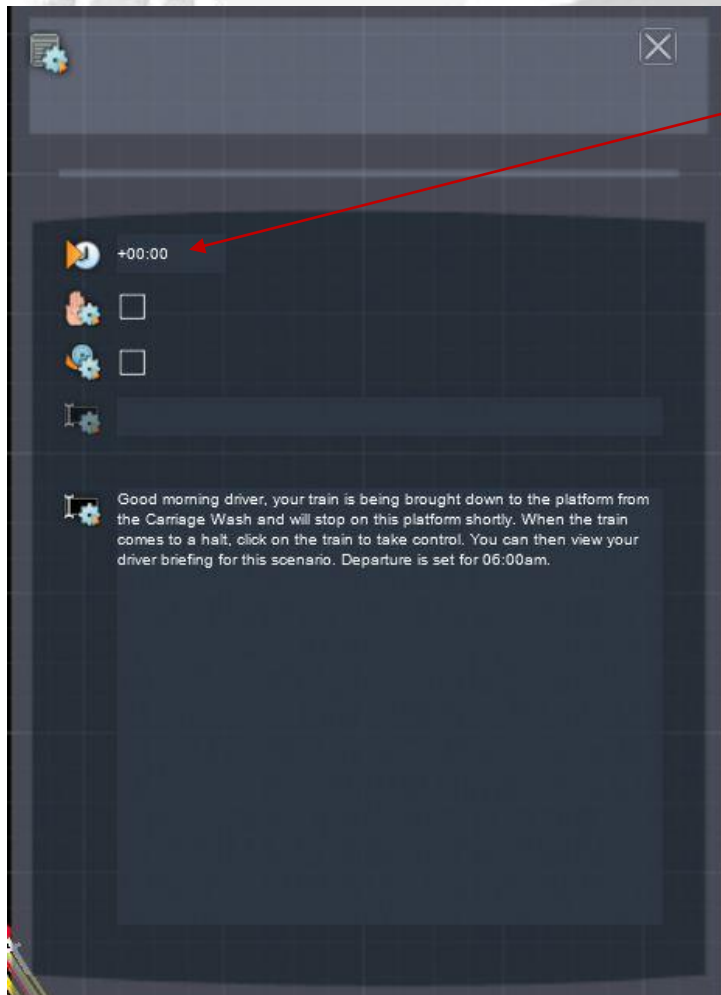 +00:00
Good morning driver, your train is being brought down to the platform from
the Carriage Wash and will stop on this platform shortly. When the train
comes to a halt, click on the train to take control. You can then view your
driver briefing for this scenario. Departure is set for 06:00am.